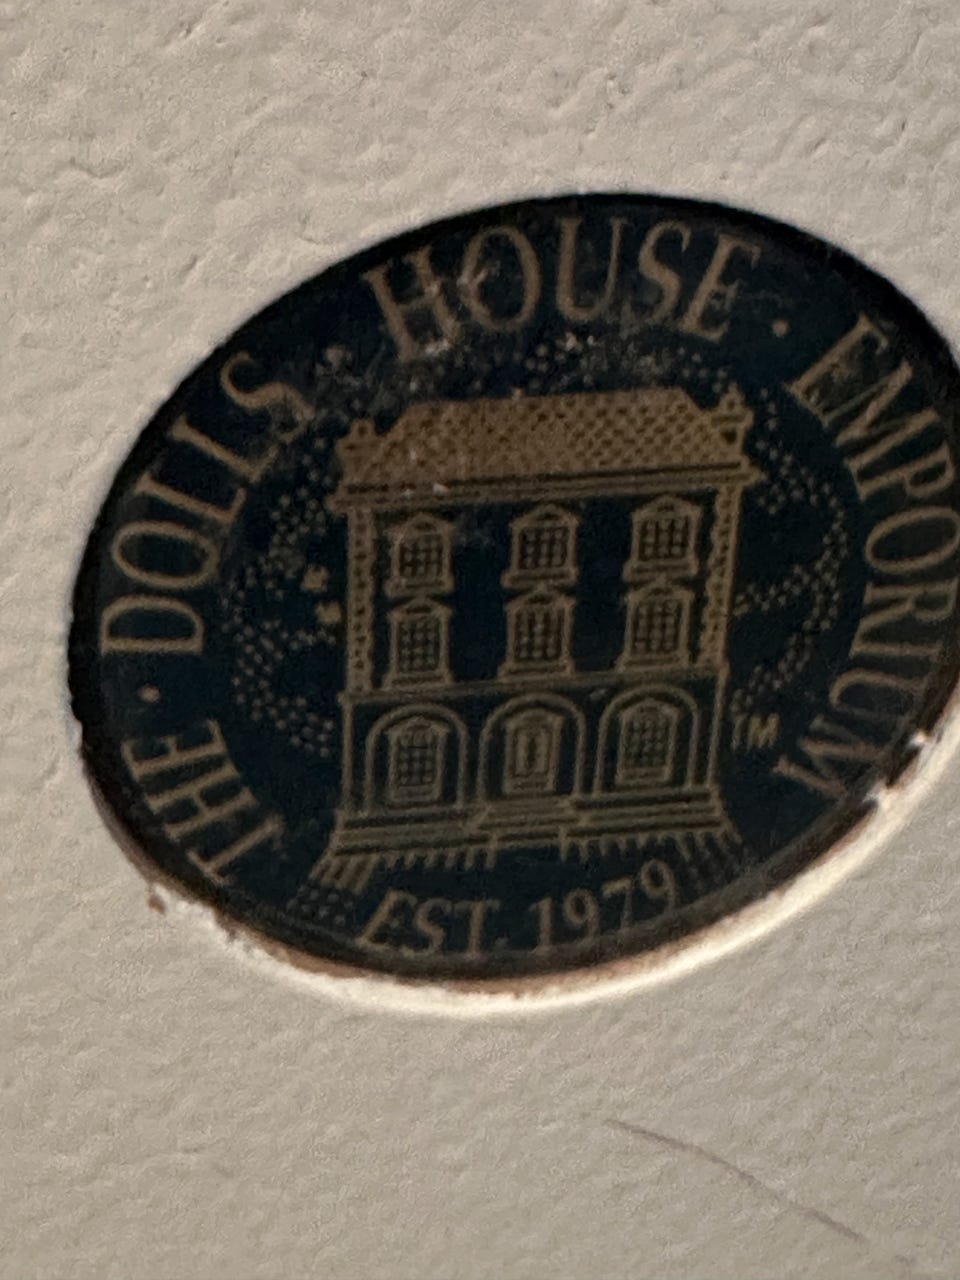 THE · DOLLS · HOUSE · EMPORIUM
TM
EST. 1979